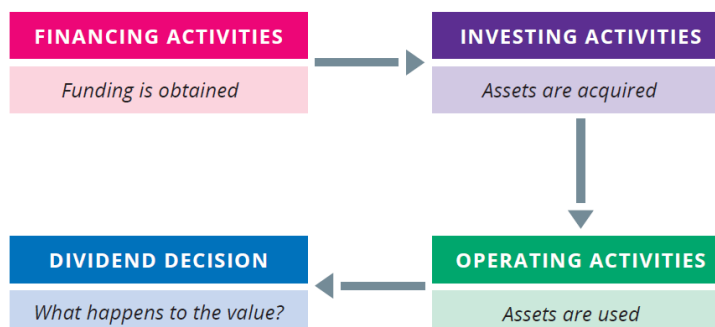 FINANCING ACTIVITIES
Funding is obtained
INVESTING ACTIVITIES
Assets are acquired
DIVIDEND DECISION
What happens to the value?
OPERATING ACTIVITIES
Assets are used